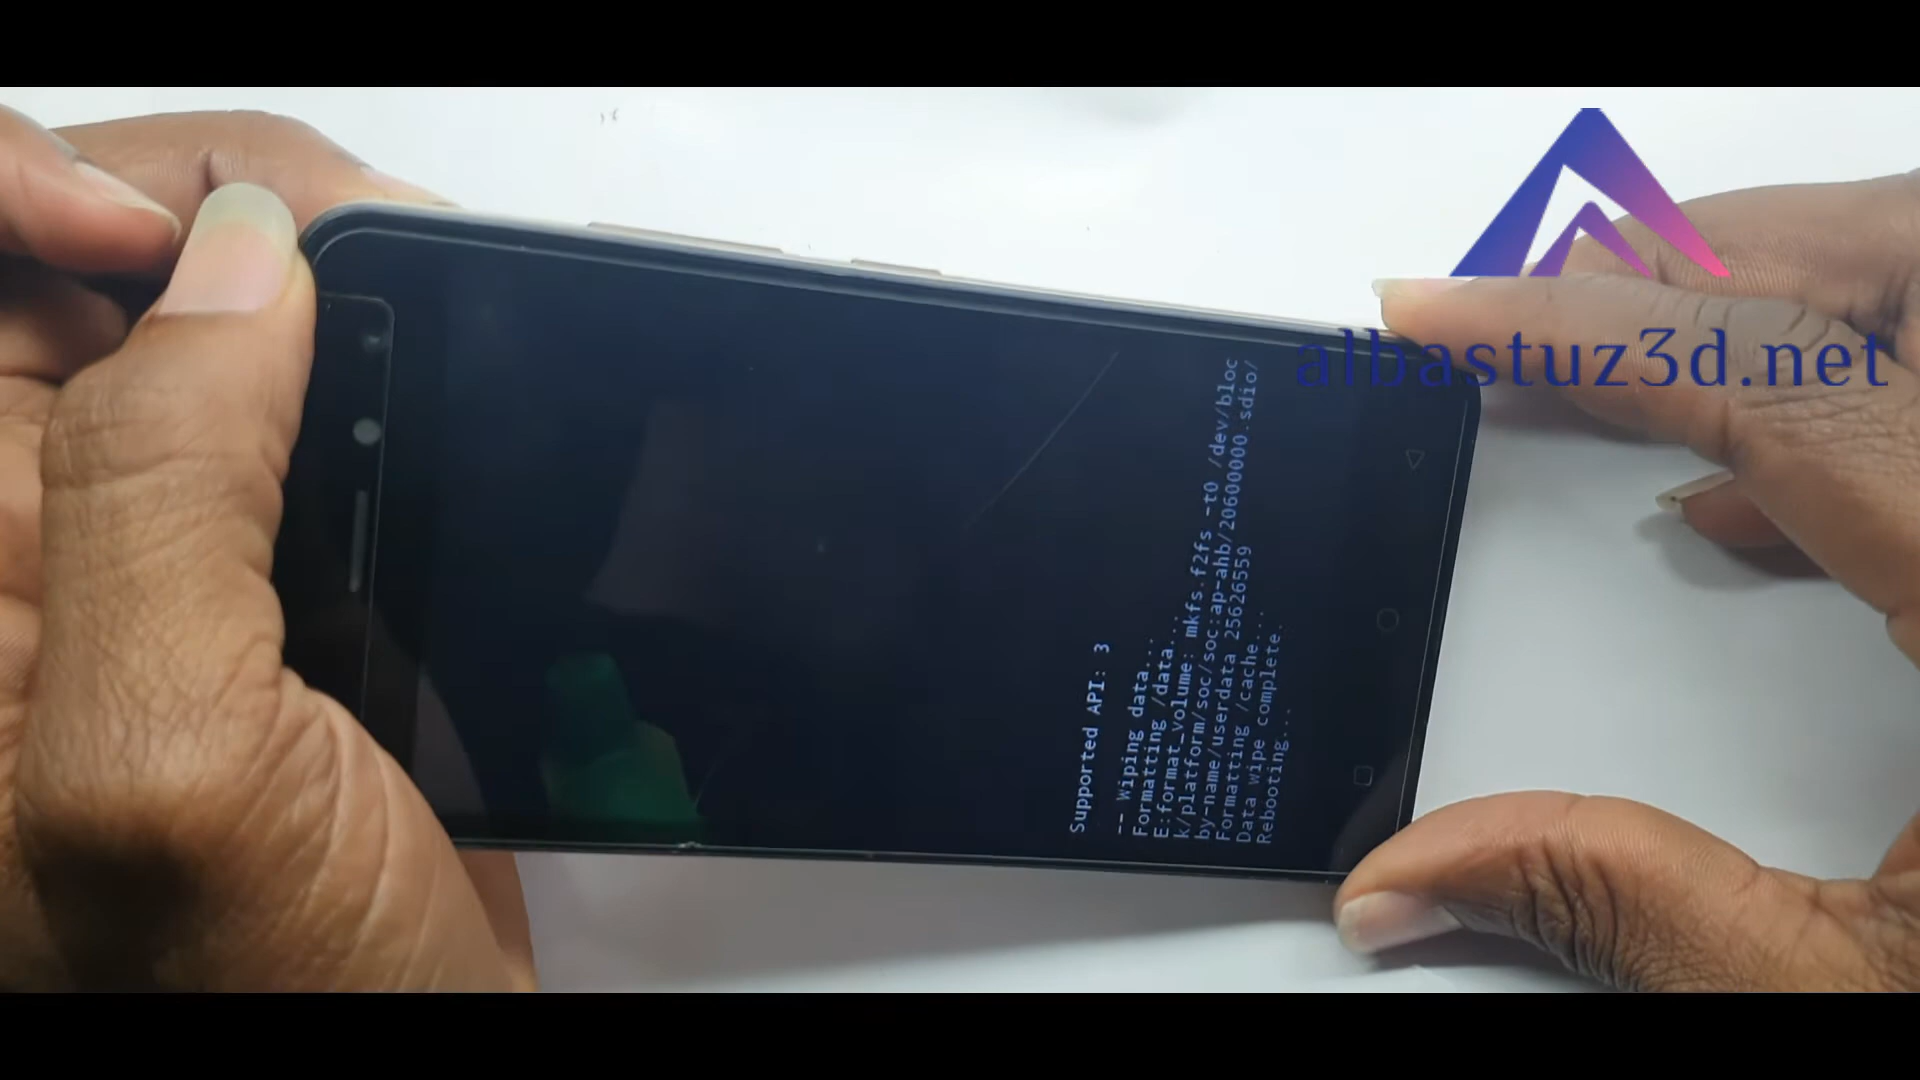 albastuz3d.net
Supported API: 3
-- Wiping data...
Formatting /data...
E:format_volume: mkfs.f2fs -t0 /dev/bloc
k/platform/soc/soc:ap-ahb/20600000.sdio/
by-name/userdata 25626559
Formatting /cache...
Data wipe complete.
Rebooting...